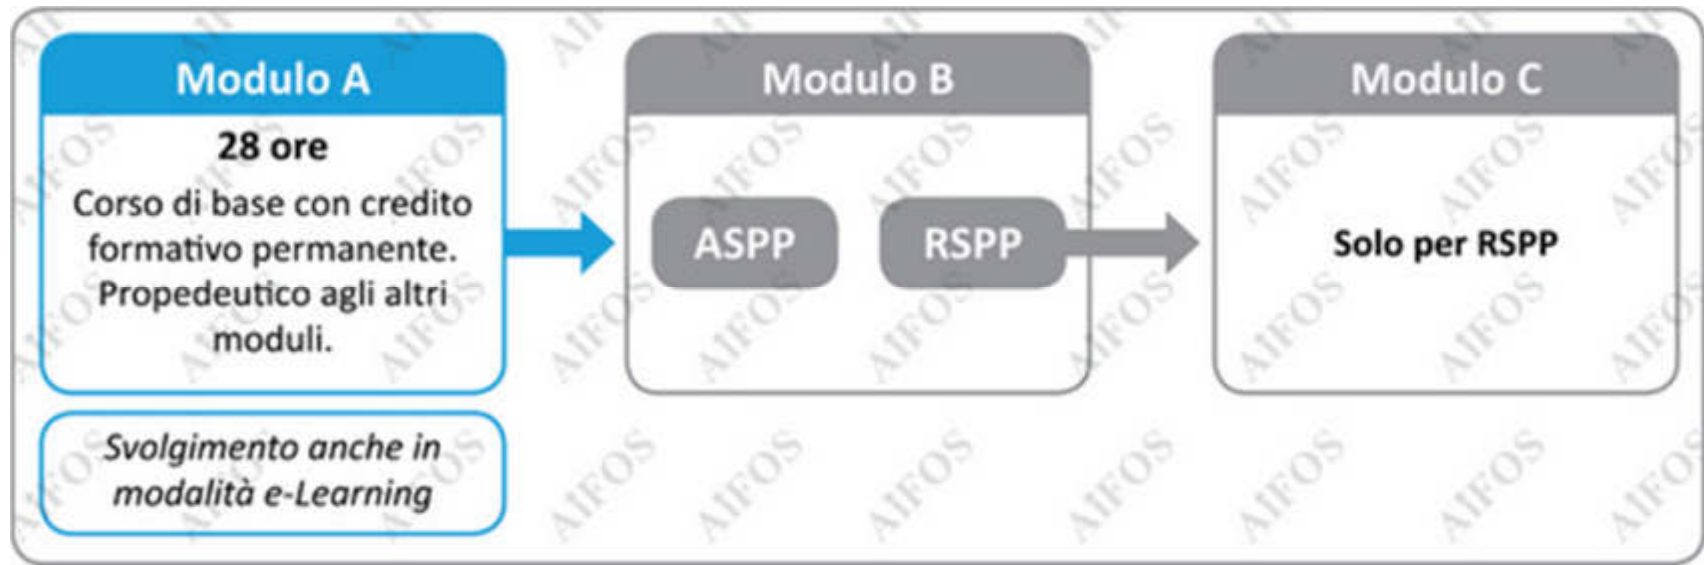 Modulo A
28 ore
Corso di base con credito
formativo permanente.
Propedeutico agli altri
moduli.
Svolgimento anche in
modalità e-Learning
Modulo B
ASPP
RSPP
Modulo C
Solo per RSPP
AIFOS